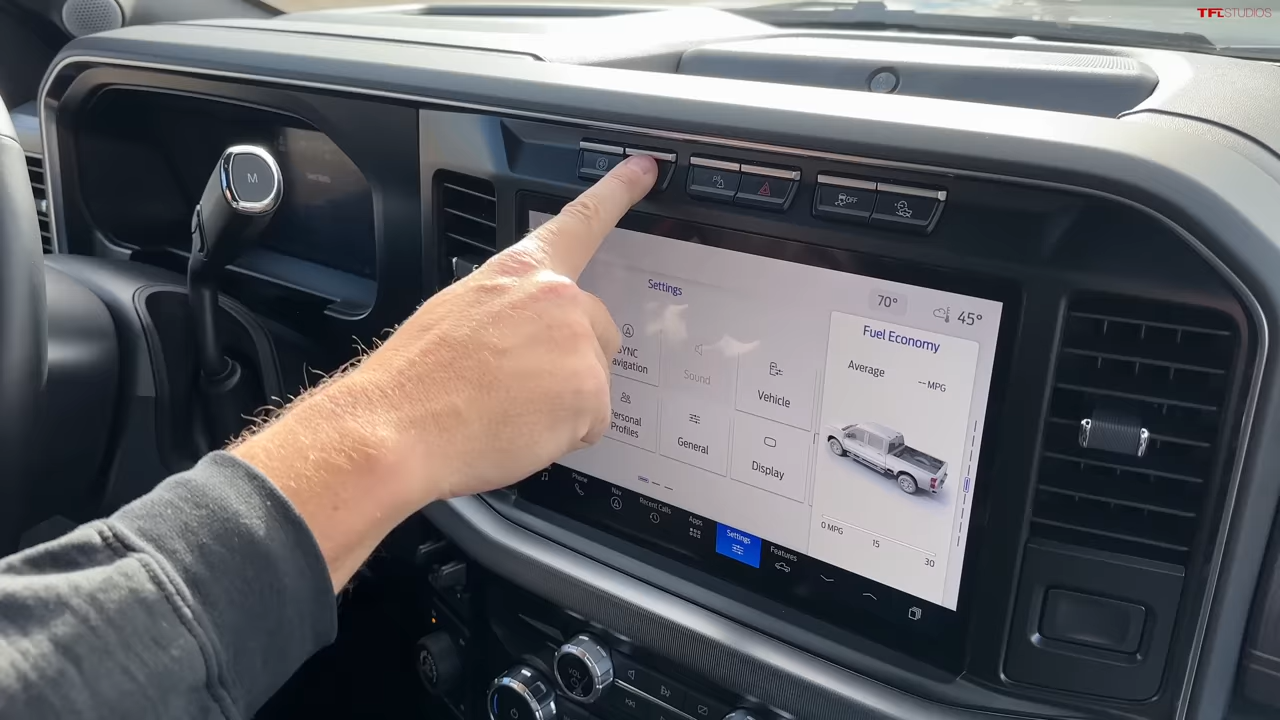 TFLSTUDIOS
M
OFF
Settings
70°
45°
Fuel Economy
Average
-- MPG
SYNC
Navigation
Sound
Vehicle
Personal
Profiles
General
Display
0 MPG
15
30
Phone
Nav
Recent Calls
Apps
Settings
Features
VOL